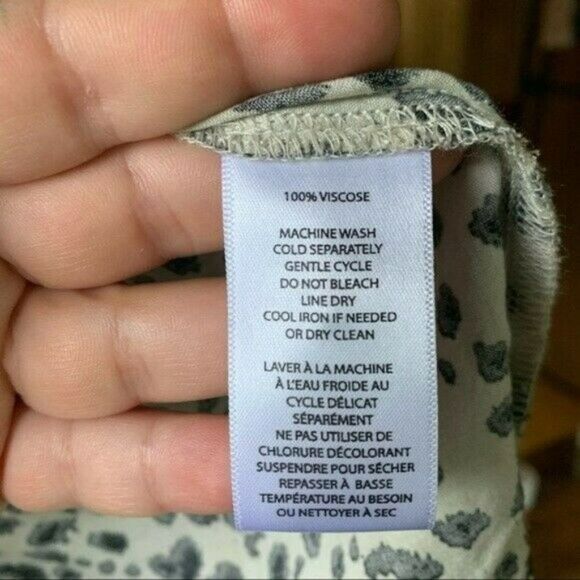 100% VISCOSE
MACHINE WASH
COLD SEPARATELY
GENTLE CYCLE
DO NOT BLEACH
LINE DRY
COOL IRON IF NEEDED
OR DRY CLEAN
LAVER À LA MACHINE
À L'EAU FROIDE AU
CYCLE DÉLICAT
SÉPARÉMENT
NE PAS UTILISER DE
CHLORURE DÉCOLORANT
SUSPENDRE POUR SÉCHER
REPASSER À BASSE
TEMPÉRATURE AU BESOIN
OU NETTOYER À SEC